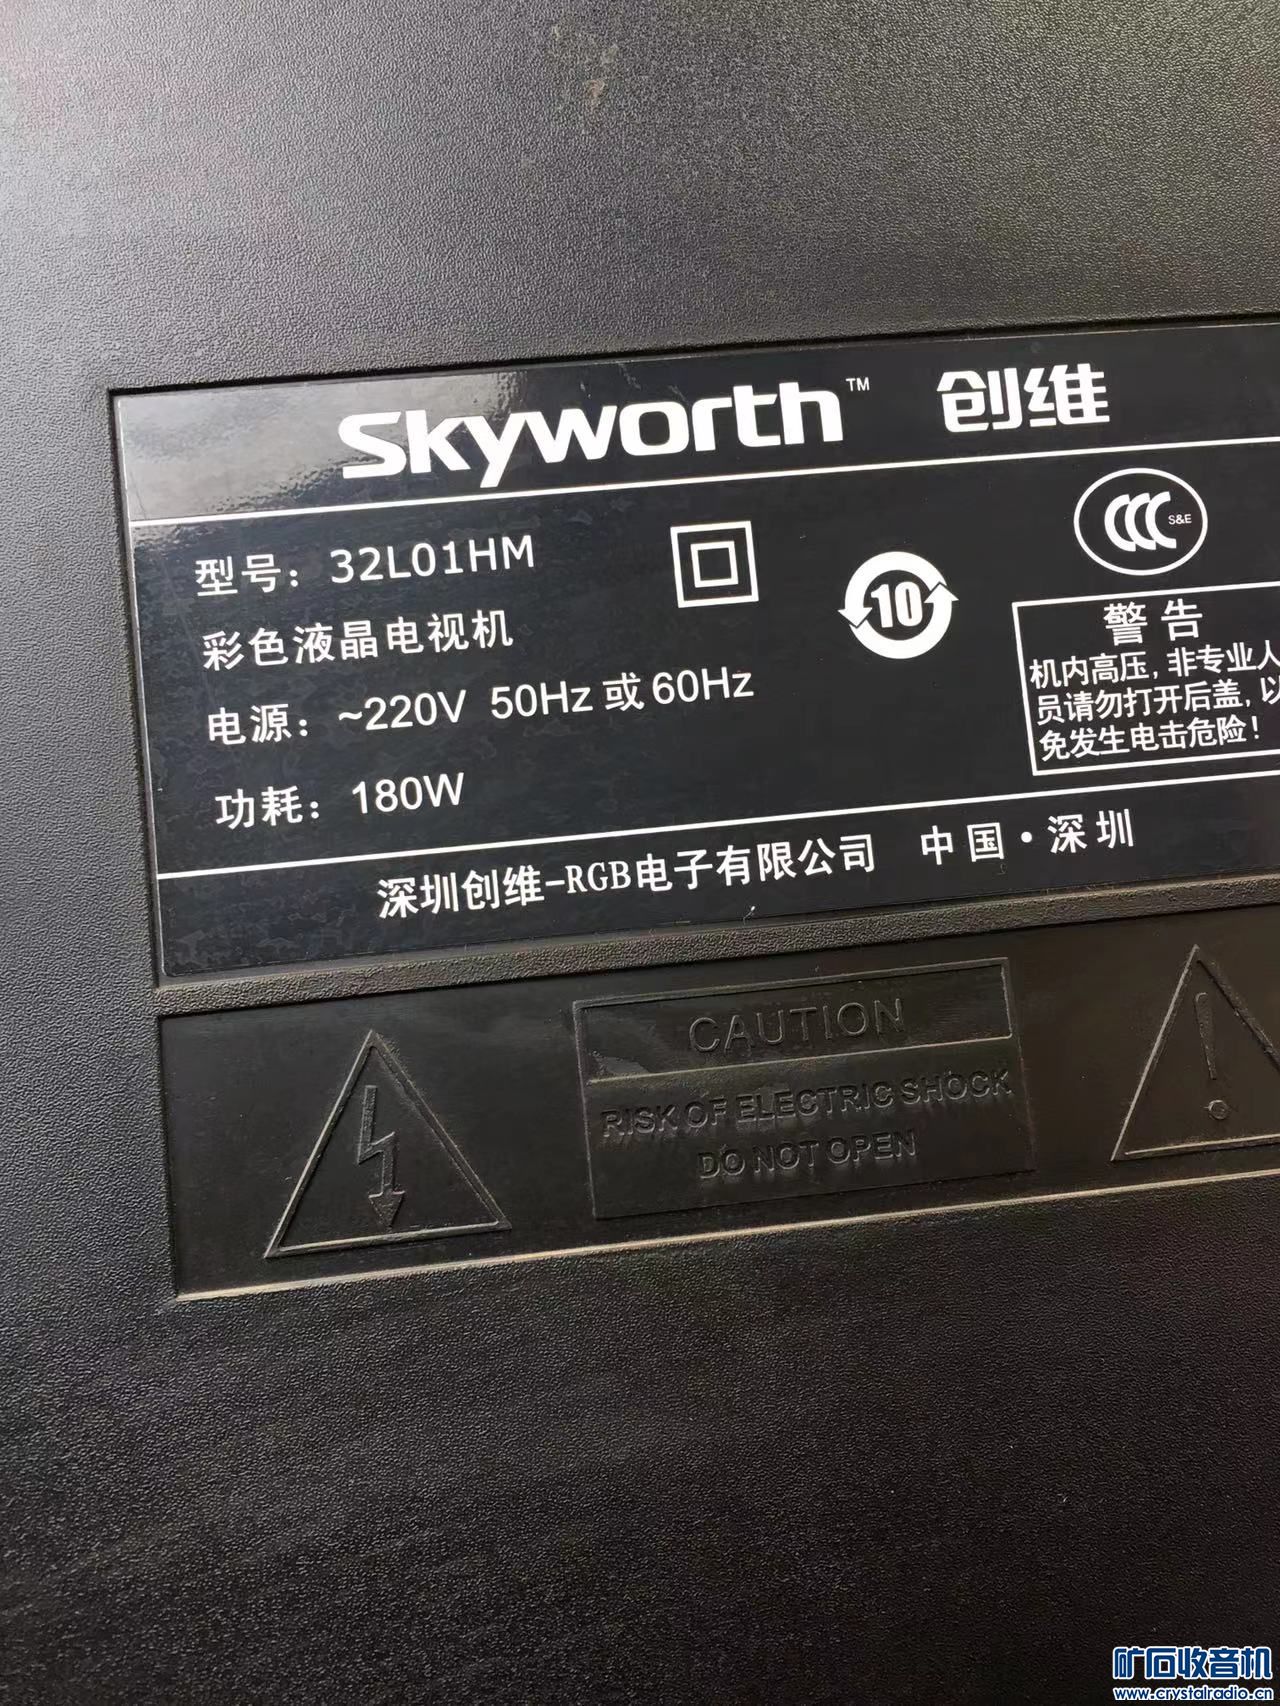 Skyworth™ 创维
型号：32L01HM
彩色液晶电视机
电源：~220V 50Hz 或 60Hz
功耗：180W
10
CCC S&E
警告
机内高压，非专业人
员请勿打开后盖，以
免发生电击危险！
深圳创维-RGB电子有限公司 中国·深圳
CAUTION
RISK OF ELECTRIC SHOCK
DO NOT OPEN
!
矿石收音机
www.crystalradio.cn